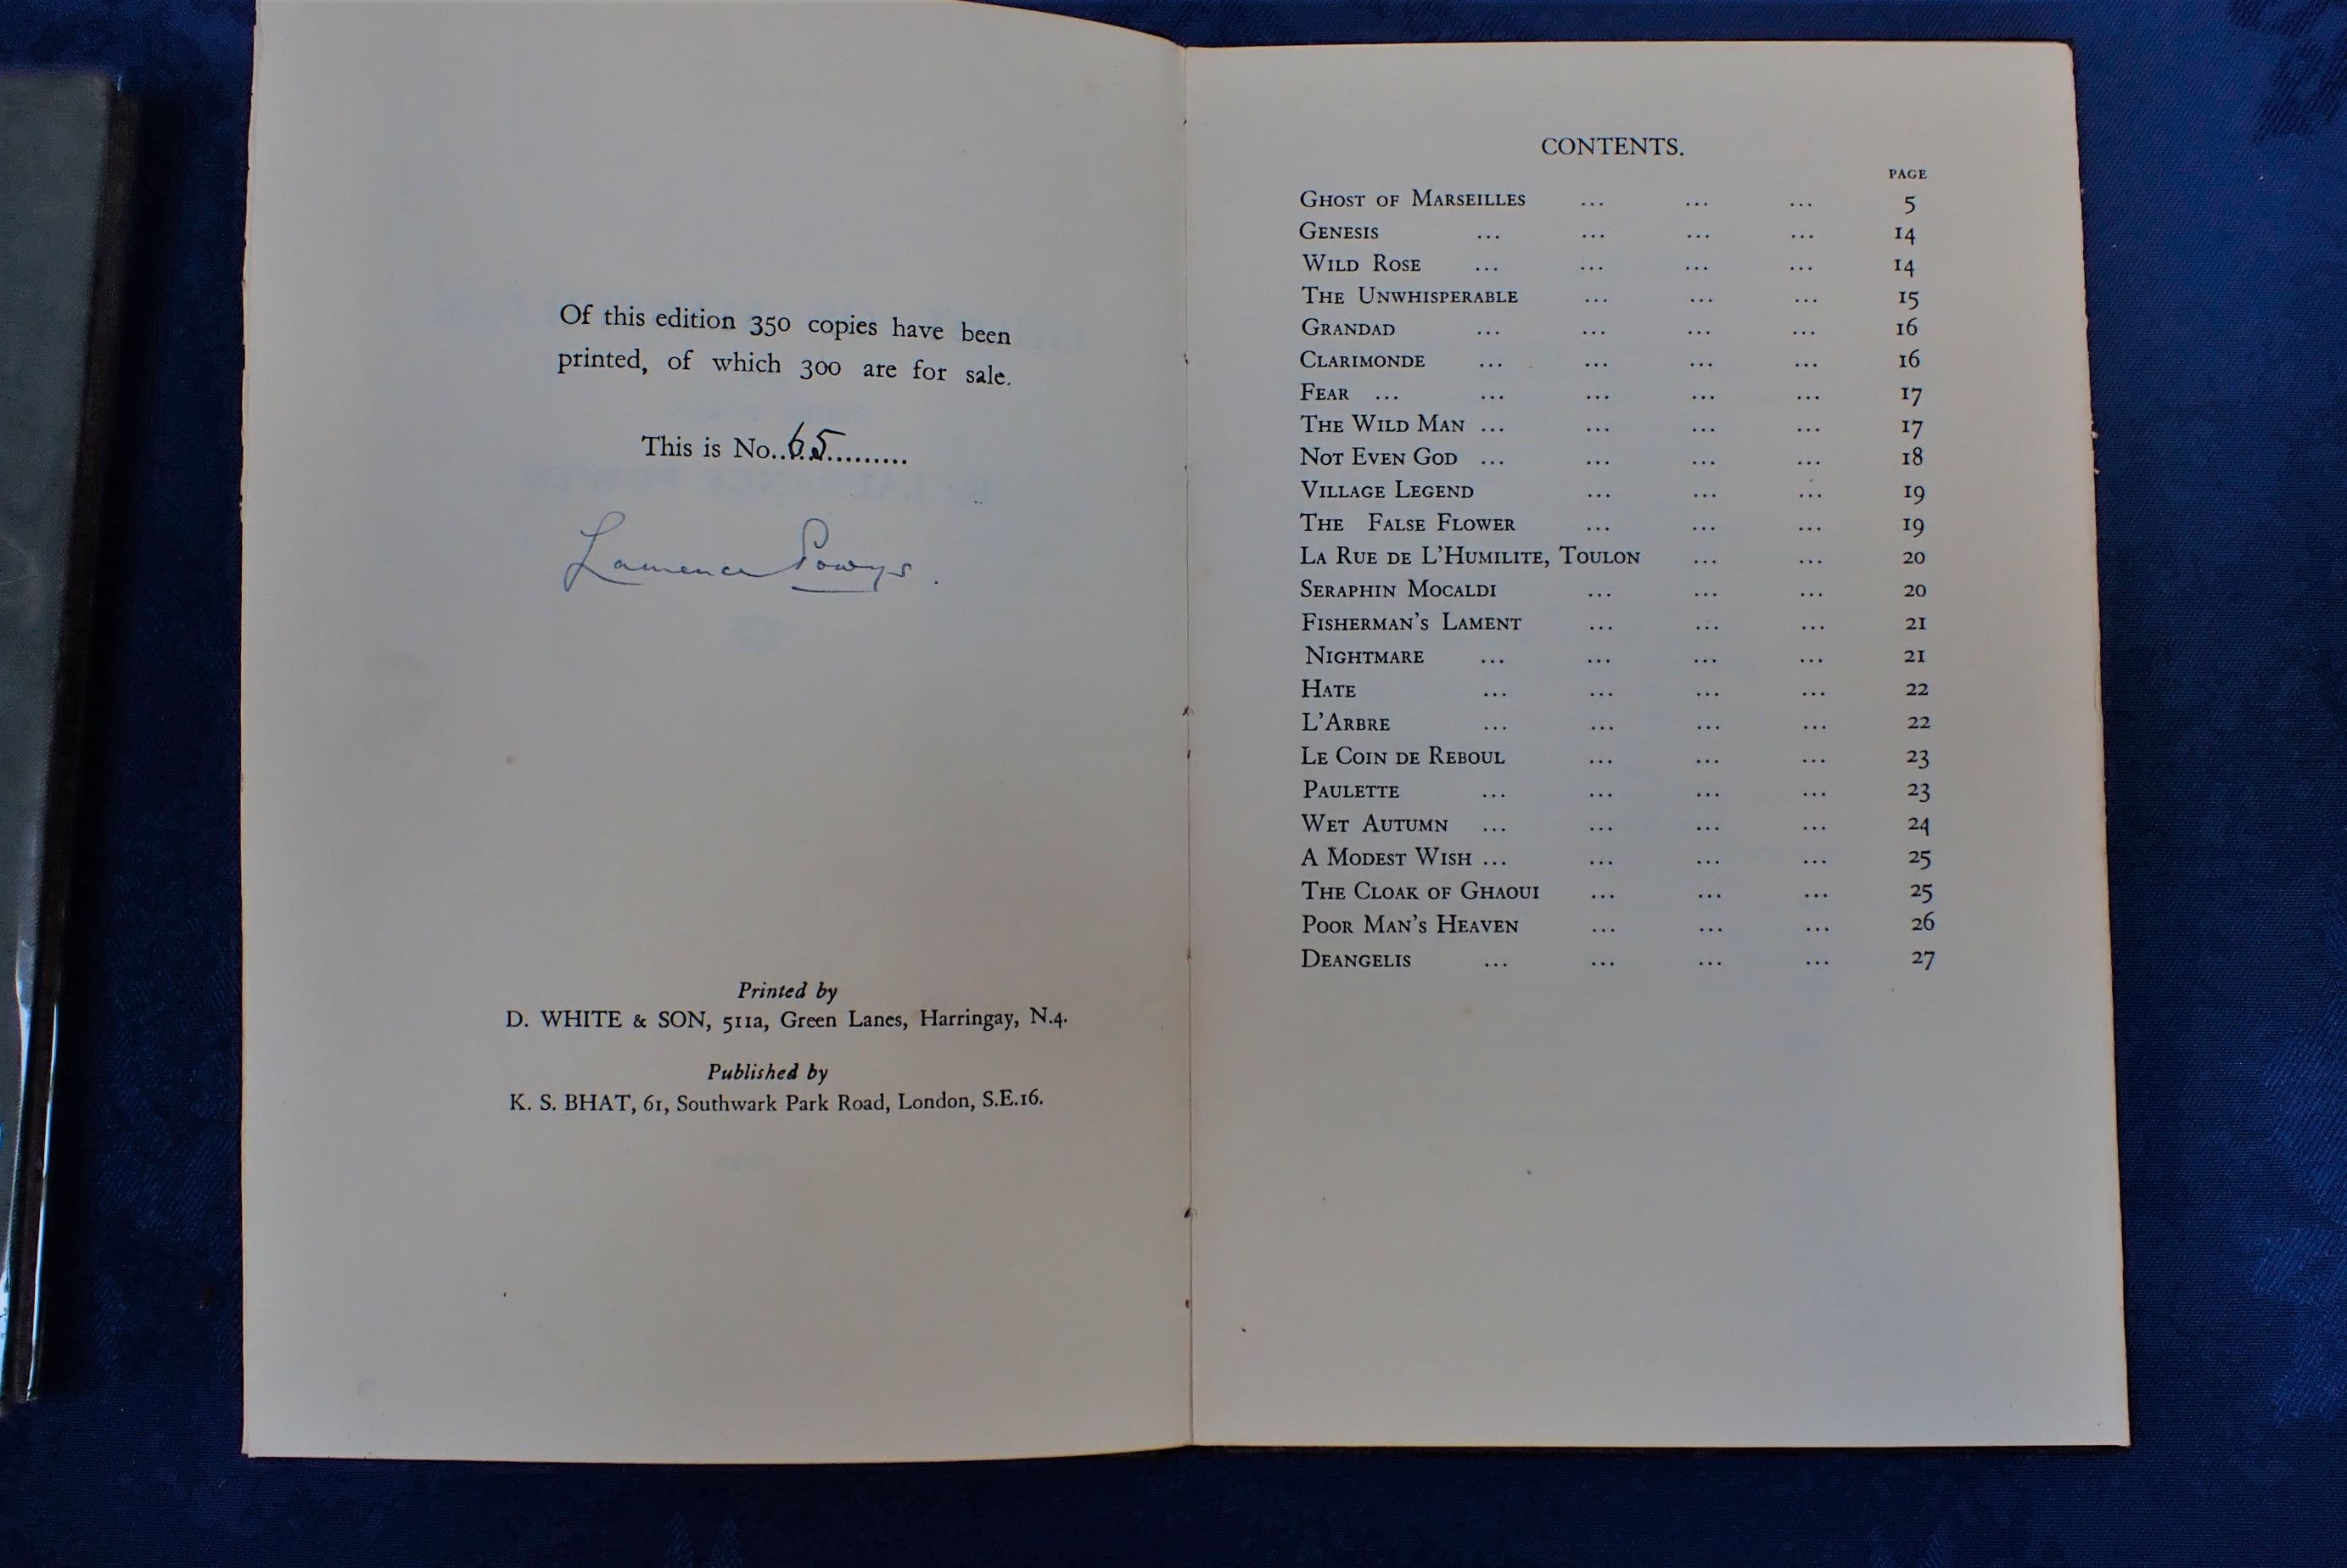 Of this edition 350 copies have been
printed, of which 300 are for sale.
This is No..65..........
Laurence Powys.
Printed by
D. WHITE & SON, 511a, Green Lanes, Harringay, N.4.
Published by
K. S. BHAT, 61, Southwark Park Road, London, S.E.16.
CONTENTS.
PAGE
GHOST OF MARSEILLES ... ... ... 5
GENESIS ... ... ... ... 14
WILD ROSE ... ... ... ... 14
THE UNWHISPERABLE ... ... ... 15
GRANDAD ... ... ... ... 16
CLARIMONDE ... ... ... ... 16
FEAR ... ... ... ... ... 17
THE WILD MAN ... ... ... ... 17
NOT EVEN GOD ... ... ... ... 18
VILLAGE LEGEND ... ... ... 19
THE FALSE FLOWER ... ... ... 19
LA RUE DE L'HUMILITE, TOULON ... ... 20
SERAPHIN MOCALDI ... ... ... 20
FISHERMAN'S LAMENT ... ... ... 21
NIGHTMARE ... ... ... ... 21
HATE ... ... ... ... 22
L'ARBRE ... ... ... ... 22
LE COIN DE REBOUL ... ... ... 23
PAULETTE ... ... ... ... 23
WET AUTUMN ... ... ... ... 24
A MODEST WISH ... ... ... ... 25
THE CLOAK OF GHAOUI ... ... ... 25
POOR MAN'S HEAVEN ... ... ... 26
DEANGELIS ... ... ... ... 27